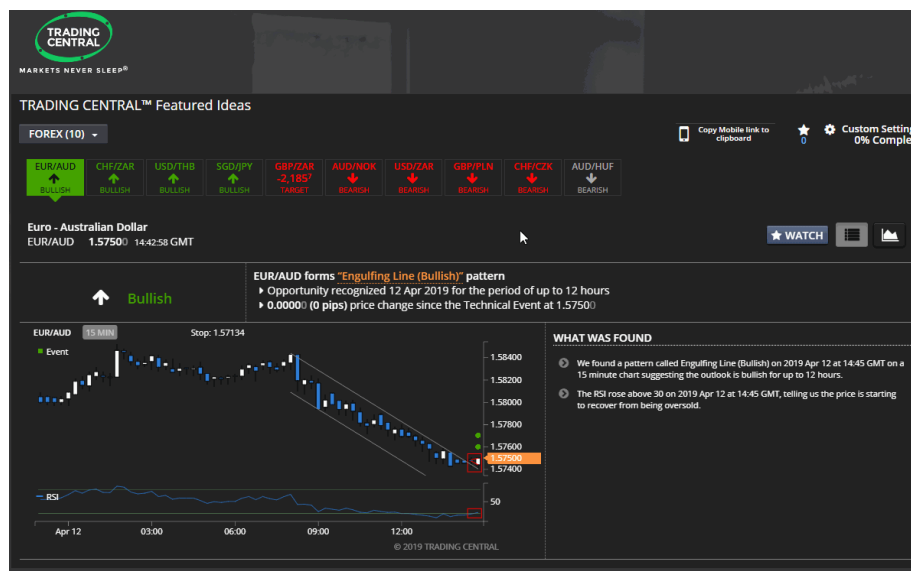 TRADING
CENTRAL
MARKETS NEVER SLEEP®
TRADING CENTRAL™ Featured Ideas
FOREX (10)
Copy Mobile link to
clipboard
0
Custom Setting
0% Comple
EUR/AUD
BULLISH
CHF/ZAR
BULLISH
USD/THB
BULLISH
SGD/JPY
BULLISH
GBP/ZAR
-2,185⁷
TARGET
AUD/NOK
BEARISH
USD/ZAR
BEARISH
GBP/PLN
BEARISH
CHF/CZK
BEARISH
AUD/HUF
BEARISH
Euro - Australian Dollar
EUR/AUD 1.57500 14:42:58 GMT
WATCH
Bullish
EUR/AUD forms "Engulfing Line (Bullish)" pattern
Opportunity recognized 12 Apr 2019 for the period of up to 12 hours
0.00000 (0 pips) price change since the Technical Event at 1.57500
EUR/AUD 15 MIN Stop: 1.57134
Event
1.58400
1.58200
1.58000
1.57800
1.57600
1.57500
1.57400
RSI
50
Apr 12 03:00 06:00 09:00 12:00
© 2019 TRADING CENTRAL
WHAT WAS FOUND
We found a pattern called Engulfing Line (Bullish) on 2019 Apr 12 at 14:45 GMT on a
15 minute chart suggesting the outlook is bullish for up to 12 hours.
The RSI rose above 30 on 2019 Apr 12 at 14:45 GMT, telling us the price is starting
to recover from being oversold.